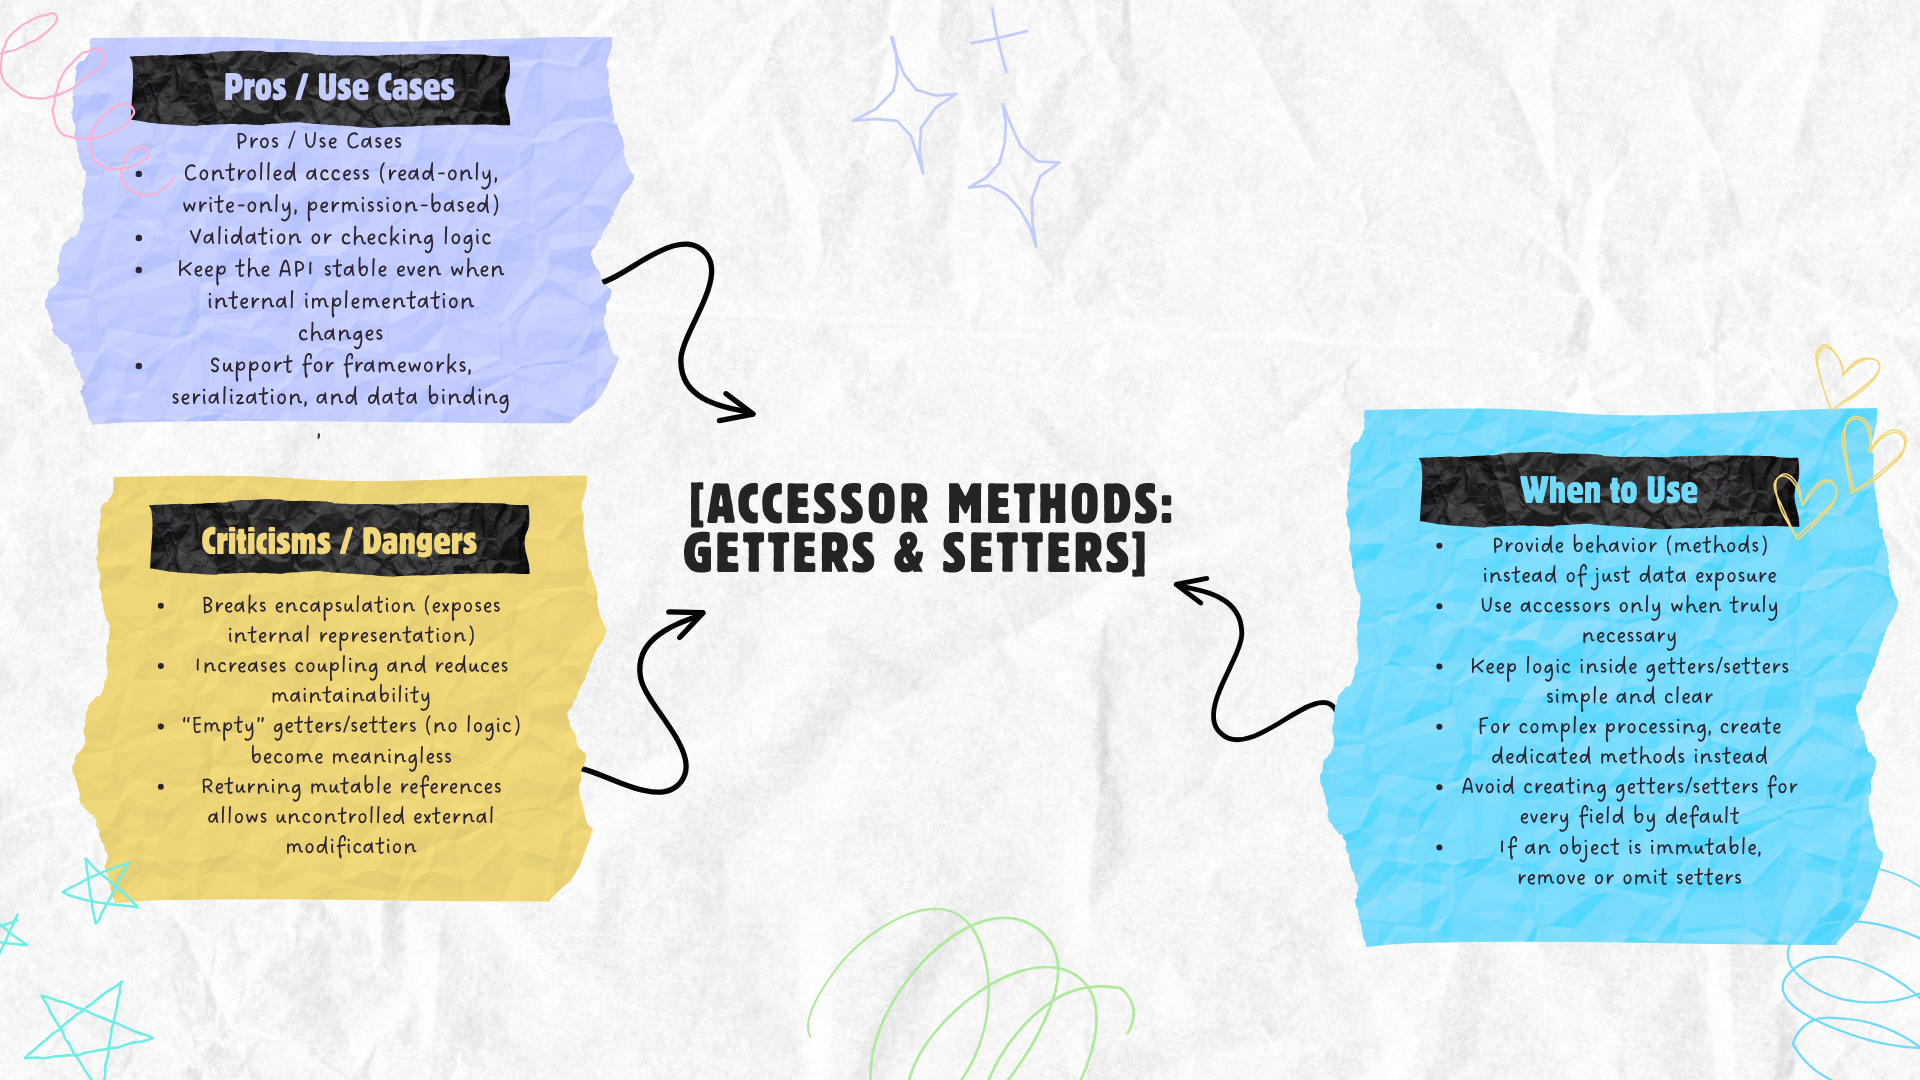 Pros / Use Cases
Pros / Use Cases
• Controlled access (read-only,
write-only, permission-based)
• Validation or checking logic
• Keep the API stable even when
internal implementation
changes
• Support for frameworks,
serialization, and data binding
,
Criticisms / Dangers
• Breaks encapsulation (exposes
internal representation)
• Increases coupling and reduces
maintainability
• “Empty” getters/setters (no logic)
become meaningless
• Returning mutable references
allows uncontrolled external
modification
[ACCESSOR METHODS:
GETTERS & SETTERS]
When to Use
• Provide behavior (methods)
instead of just data exposure
• Use accessors only when truly
necessary
• Keep logic inside getters/setters
simple and clear
• For complex processing, create
dedicated methods instead
• Avoid creating getters/setters for
every field by default
• If an object is immutable,
remove or omit setters